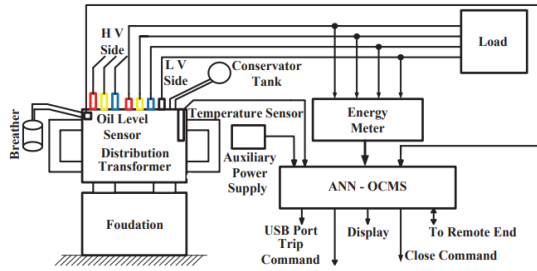 H V
Side
L V
Side
Conservator
Tank
Load
Breather
Oil Level
Sensor
Temperature Sensor
Distribution
Transformer
Auxiliary
Power
Supply
Energy
Meter
ANN - OCMS
Foudation
USB Port
Trip
Command
Display
To Remote End
Close Command